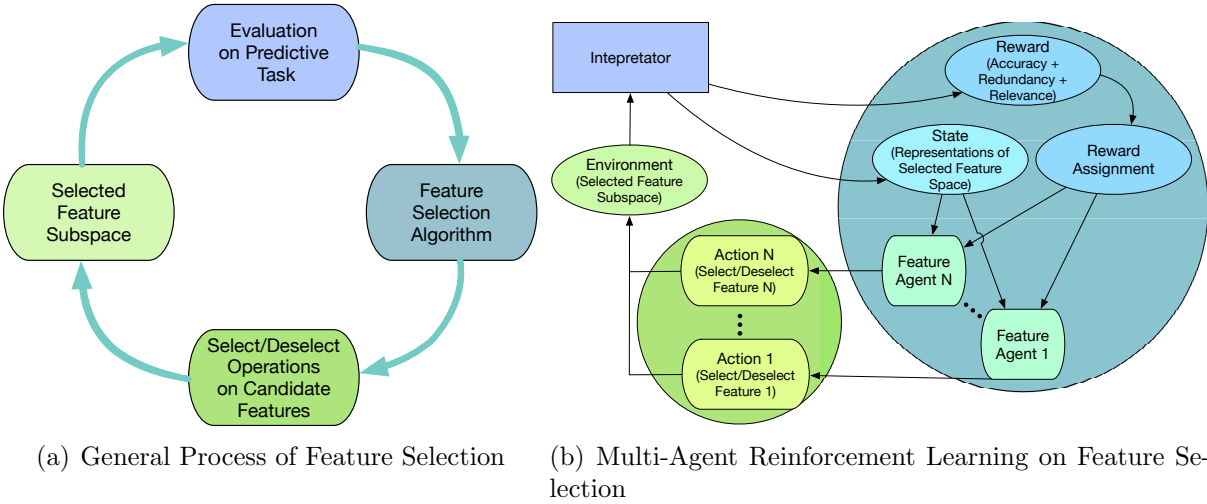 Evaluation
on Predictive
Task
Selected
Feature
Subspace
Feature
Selection
Algorithm
Select/Deselect
Operations
on Candidate
Features
(a) General Process of Feature Selection
Intepretator
Reward
(Accuracy +
Redundancy +
Relevance)
State
(Representations of
Selected Feature
Space)
Reward
Assignment
Environment
(Selected Feature
Subspace)
Action N
(Select/Deselect
Feature N)
Feature
Agent N
Action 1
(Select/Deselect
Feature 1)
Feature
Agent 1
(b) Multi-Agent Reinforcement Learning on Feature Se-
lection